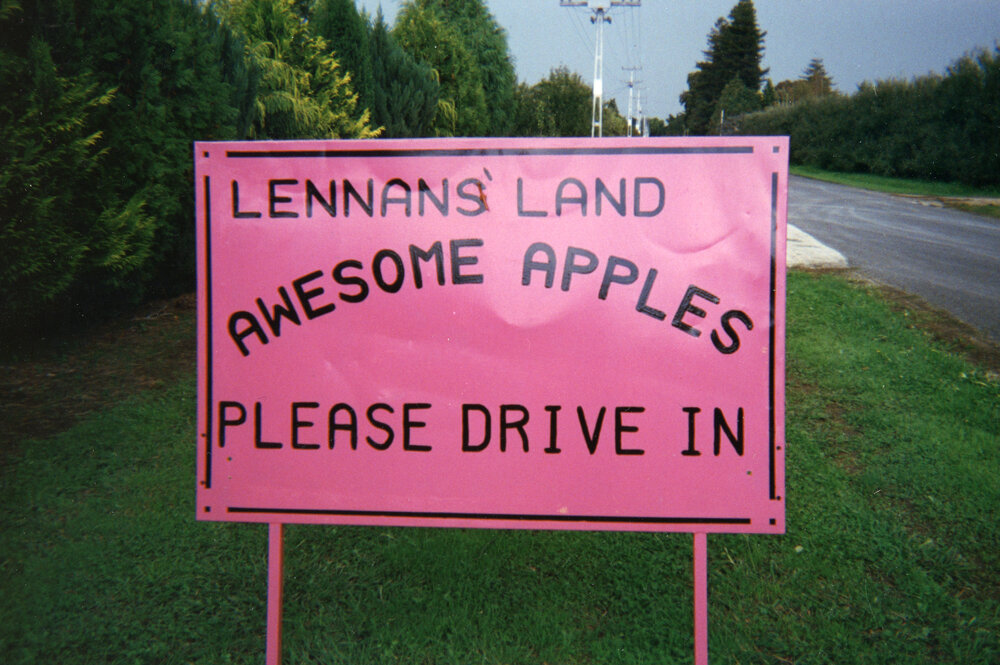 LENNANS' LAND
AWESOME APPLES
PLEASE DRIVE IN